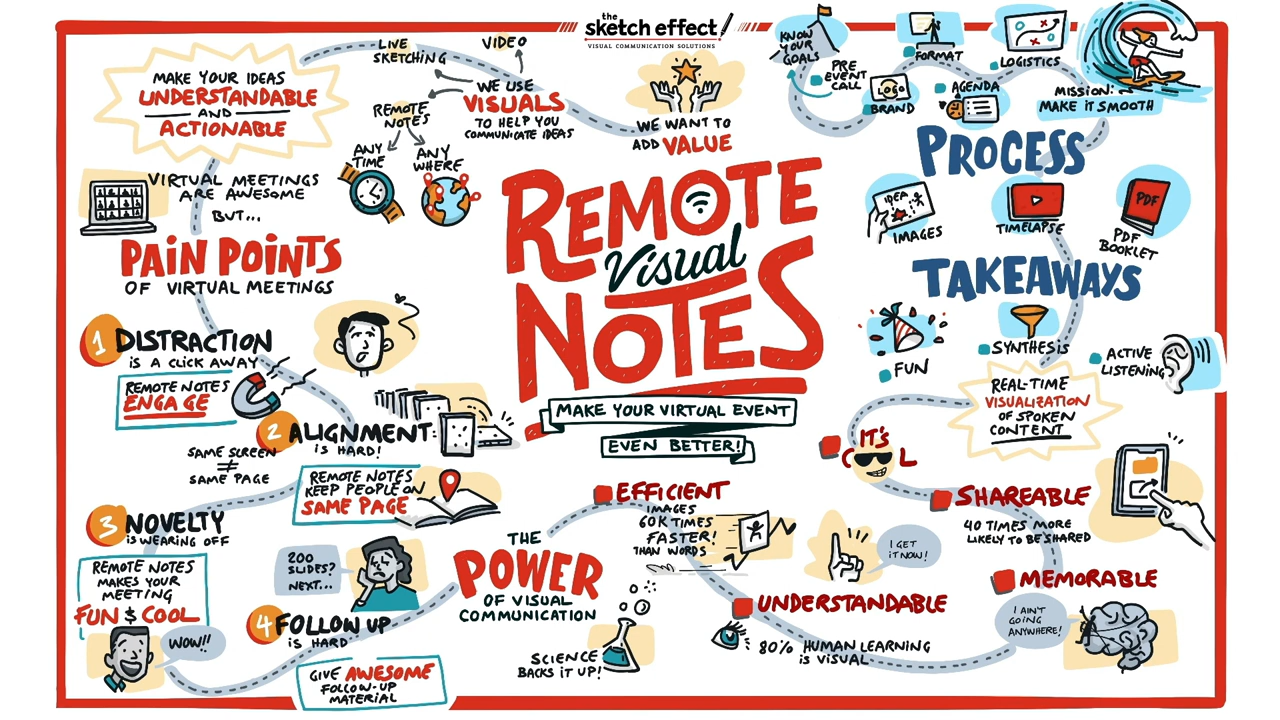 the
sketch effect
VISUAL COMMUNICATION SOLUTIONS
REMOTE
Visual
NOTES
MAKE YOUR VIRTUAL EVENT
EVEN BETTER!
WE WANT TO
ADD VALUE
WE USE
VISUALS
TO HELP YOU
COMMUNICATE IDEAS
VIDEO
LIVE
SKETCHING
REMOTE
NOTES
ANY
TIME
ANY
WHERE
MAKE YOUR IDEAS
UNDERSTANDABLE
AND
ACTIONABLE
VIRTUAL MEETINGS
ARE AWESOME
BUT...
PAIN POINTS
OF VIRTUAL MEETINGS
1 DISTRACTION
IS A CLICK AWAY
REMOTE NOTES
ENGAGE
2 ALIGNMENT
IS HARD!
SAME SCREEN
≠
SAME PAGE
REMOTE NOTES
KEEP PEOPLE ON
SAME PAGE
3 NOVELTY
IS WEARING OFF
REMOTE NOTES
MAKES YOUR
MEETING
FUN & COOL
WOW!!
200
SLIDES?
NEXT...
4 FOLLOW UP
IS HARD
GIVE AWESOME
FOLLOW-UP
MATERIAL
THE
POWER
OF VISUAL
COMMUNICATION
SCIENCE
BACKS IT UP!
EFFICIENT
IMAGES
60K TIMES
FASTER!
THAN WORDS
UNDERSTANDABLE
80% HUMAN LEARNING
IS VISUAL
I GET
IT NOW!
MEMORABLE
I AIN'T
GOING
ANYWHERE!
SHAREABLE
40 TIMES MORE
LIKELY TO BE SHARED
IT'S
COOL
REAL-TIME
VISUALIZATION
OF SPOKEN
CONTENT
FUN
SYNTHESIS
ACTIVE
LISTENING
TAKEAWAYS
IDEA
IMAGES
TIMELAPSE
PDF
PDF
BOOKLET
PROCESS
KNOW
YOUR
GOALS
PRE
EVENT
CALL
BRAND
FORMAT
AGENDA
LOGISTICS
MISSION:
MAKE IT SMOOTH